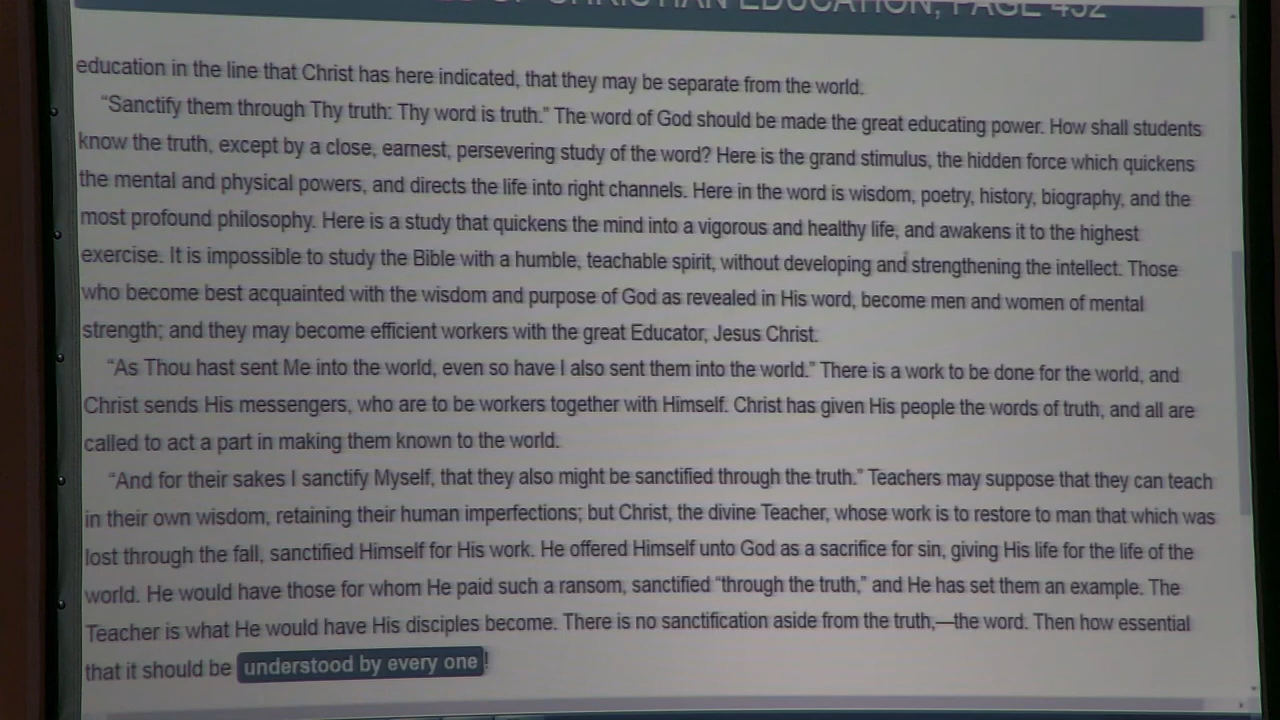 OF CHRISTIAN EDUCATION, PAGE 432
education in the line that Christ has here indicated, that they may be separate from the world.
“Sanctify them through Thy truth: Thy word is truth.” The word of God should be made the great educating power. How shall students
know the truth, except by a close, earnest, persevering study of the word? Here is the grand stimulus, the hidden force which quickens
the mental and physical powers, and directs the life into right channels. Here in the word is wisdom, poetry, history, biography, and the
most profound philosophy. Here is a study that quickens the mind into a vigorous and healthy life, and awakens it to the highest
exercise. It is impossible to study the Bible with a humble, teachable spirit, without developing and strengthening the intellect. Those
who become best acquainted with the wisdom and purpose of God as revealed in His word, become men and women of mental
strength; and they may become efficient workers with the great Educator, Jesus Christ.
“As Thou hast sent Me into the world, even so have I also sent them into the world.” There is a work to be done for the world, and
Christ sends His messengers, who are to be workers together with Himself. Christ has given His people the words of truth, and all are
called to act a part in making them known to the world.
“And for their sakes I sanctify Myself, that they also might be sanctified through the truth.” Teachers may suppose that they can teach
in their own wisdom, retaining their human imperfections; but Christ, the divine Teacher, whose work is to restore to man that which was
lost through the fall, sanctified Himself for His work. He offered Himself unto God as a sacrifice for sin, giving His life for the life of the
world. He would have those for whom He paid such a ransom, sanctified “through the truth,” and He has set them an example. The
Teacher is what He would have His disciples become. There is no sanctification aside from the truth,—the word. Then how essential
that it should be understood by every one!